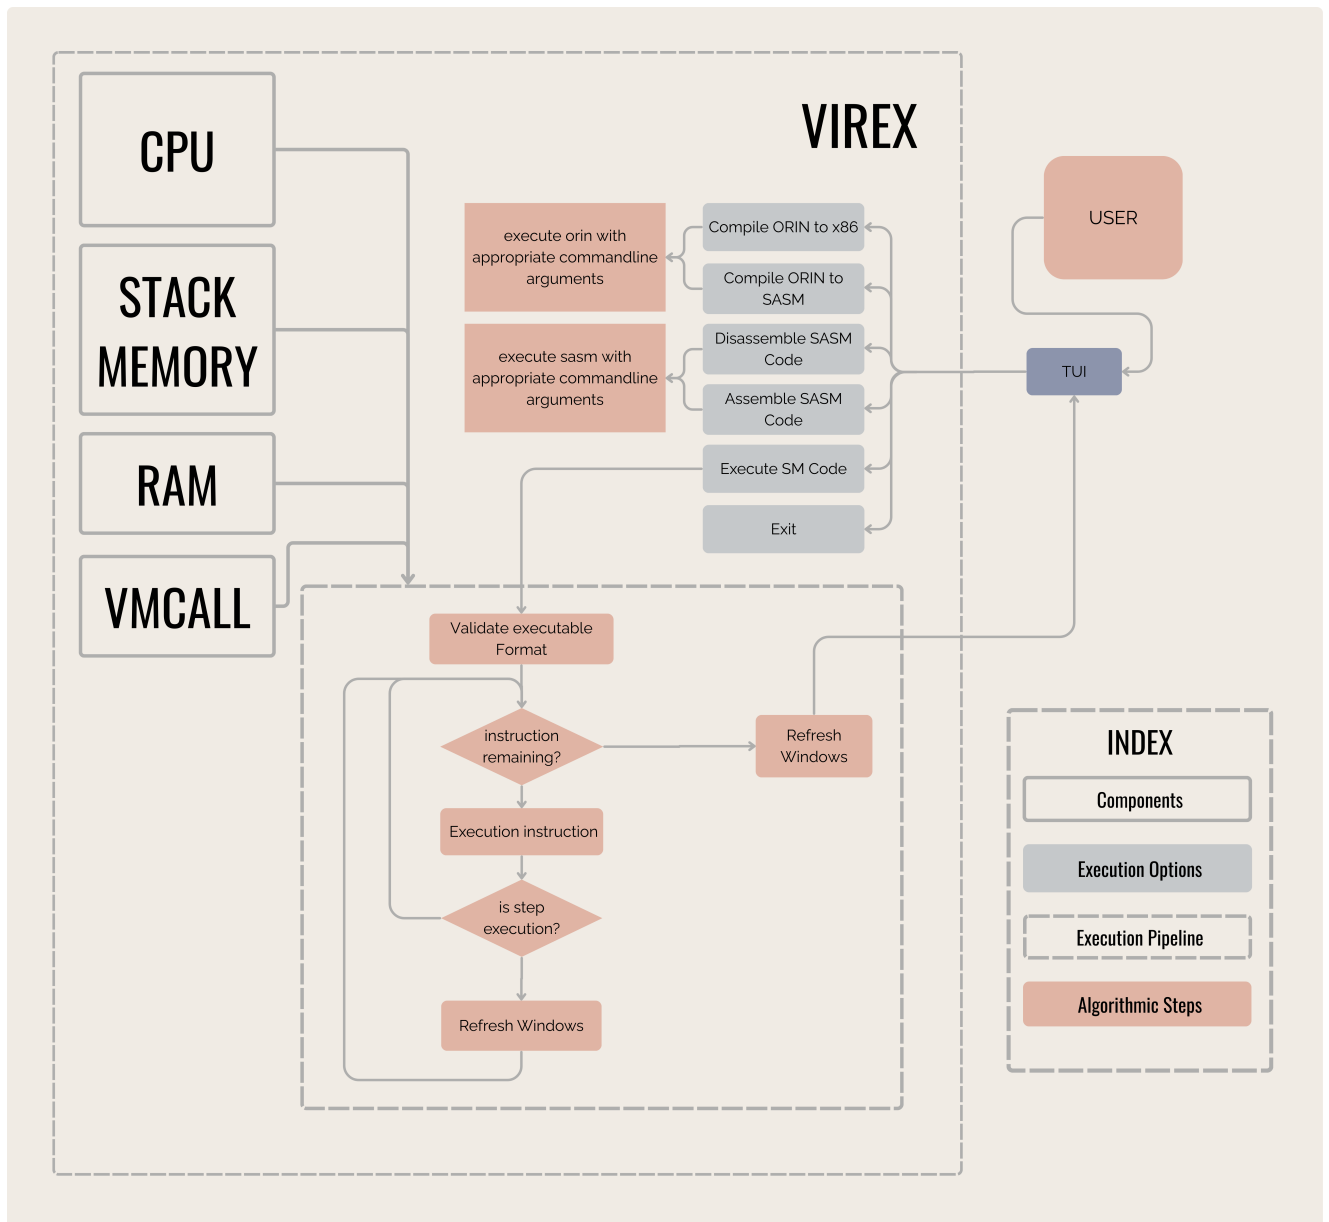 VIREX
CPU
STACK
MEMORY
RAM
VMCALL
execute orin with
appropriate commandline
arguments
execute sasm with
appropriate commandline
arguments
Compile ORIN to x86
Compile ORIN to
SASM
Disassemble SASM
Code
Assemble SASM
Code
Execute SM Code
Exit
USER
TUI
Validate executable
Format
instruction
remaining?
Refresh
Windows
Execution instruction
is step
execution?
Refresh Windows
INDEX
Components
Execution Options
Execution Pipeline
Algorithmic Steps